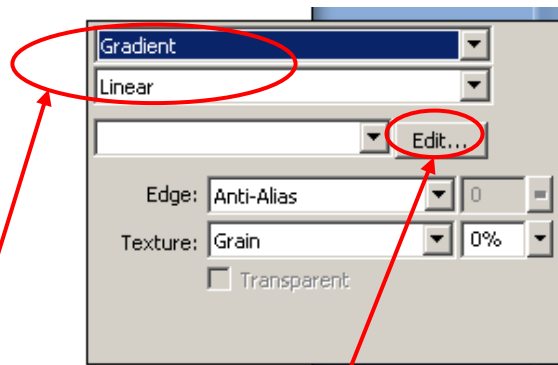 Gradient
Linear
Edit...
Edge: Anti-Alias 0
Texture: Grain 0%
Transparent